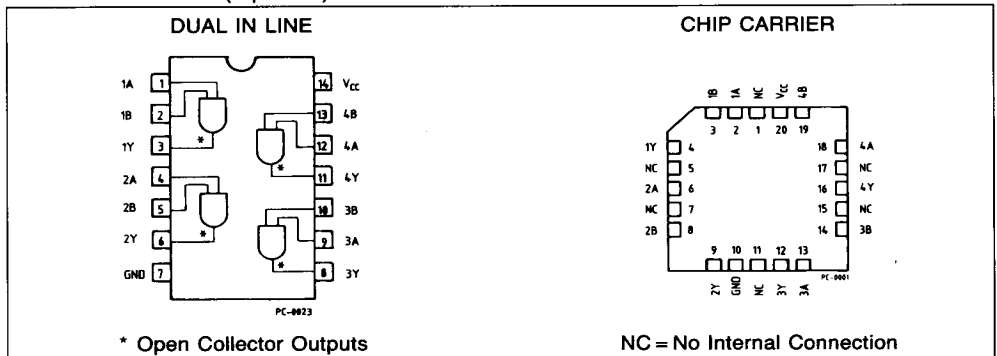 DUAL IN LINE
1A 1
1B 2
1Y 3
2A 4
2B 5
2Y 6
GND 7
14 VCC
13 4B
12 4A
11 4Y
10 3B
9 3A
8 3Y
*
*
*
*
PC-0023
* Open Collector Outputs
CHIP CARRIER
1B 1A NC VCC 4B
3 2 1 20 19
1Y 4
NC 5
2A 6
NC 7
2B 8
18 4A
17 NC
16 4Y
15 NC
14 3B
9 10 11 12 13
2Y GND NC 3Y 3A
PC-0001
NC = No Internal Connection